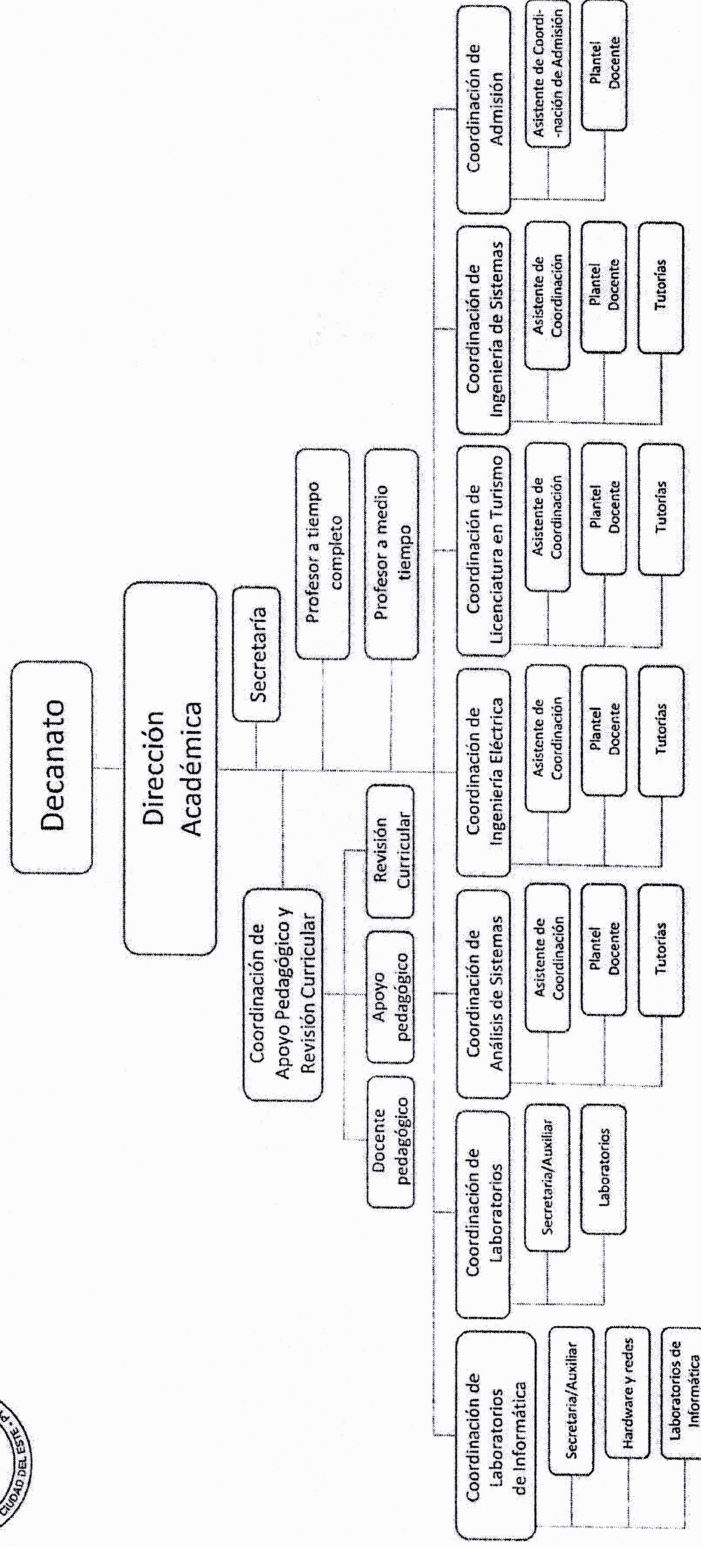 Decanato
Dirección
Académica
Secretaría
Coordinación de
Apoyo Pedagógico y
Revisión Curricular
Profesor a tiempo
completo
Profesor a medio
tiempo
Docente
pedagógico
Apoyo
pedagógico
Revisión
Curricular
Coordinación de
Laboratorios
de Informática
Secretaria/Auxiliar
Hardware y redes
Laboratorios de
Informática
Coordinación de
Laboratorios
Secretaria/Auxiliar
Laboratorios
Coordinación de
Análisis de Sistemas
Asistente de
Coordinación
Plantel
Docente
Tutorías
Coordinación de
Ingeniería Eléctrica
Asistente de
Coordinación
Plantel
Docente
Tutorías
Coordinación de
Licenciatura en Turismo
Asistente de
Coordinación
Plantel
Docente
Tutorías
Coordinación de
Ingeniería de Sistemas
Asistente de
Coordinación
Plantel
Docente
Tutorías
Coordinación de
Admisión
Asistente de Coordi-
-nación de Admisión
Plantel
Docente
CIUDAD DEL ESTE